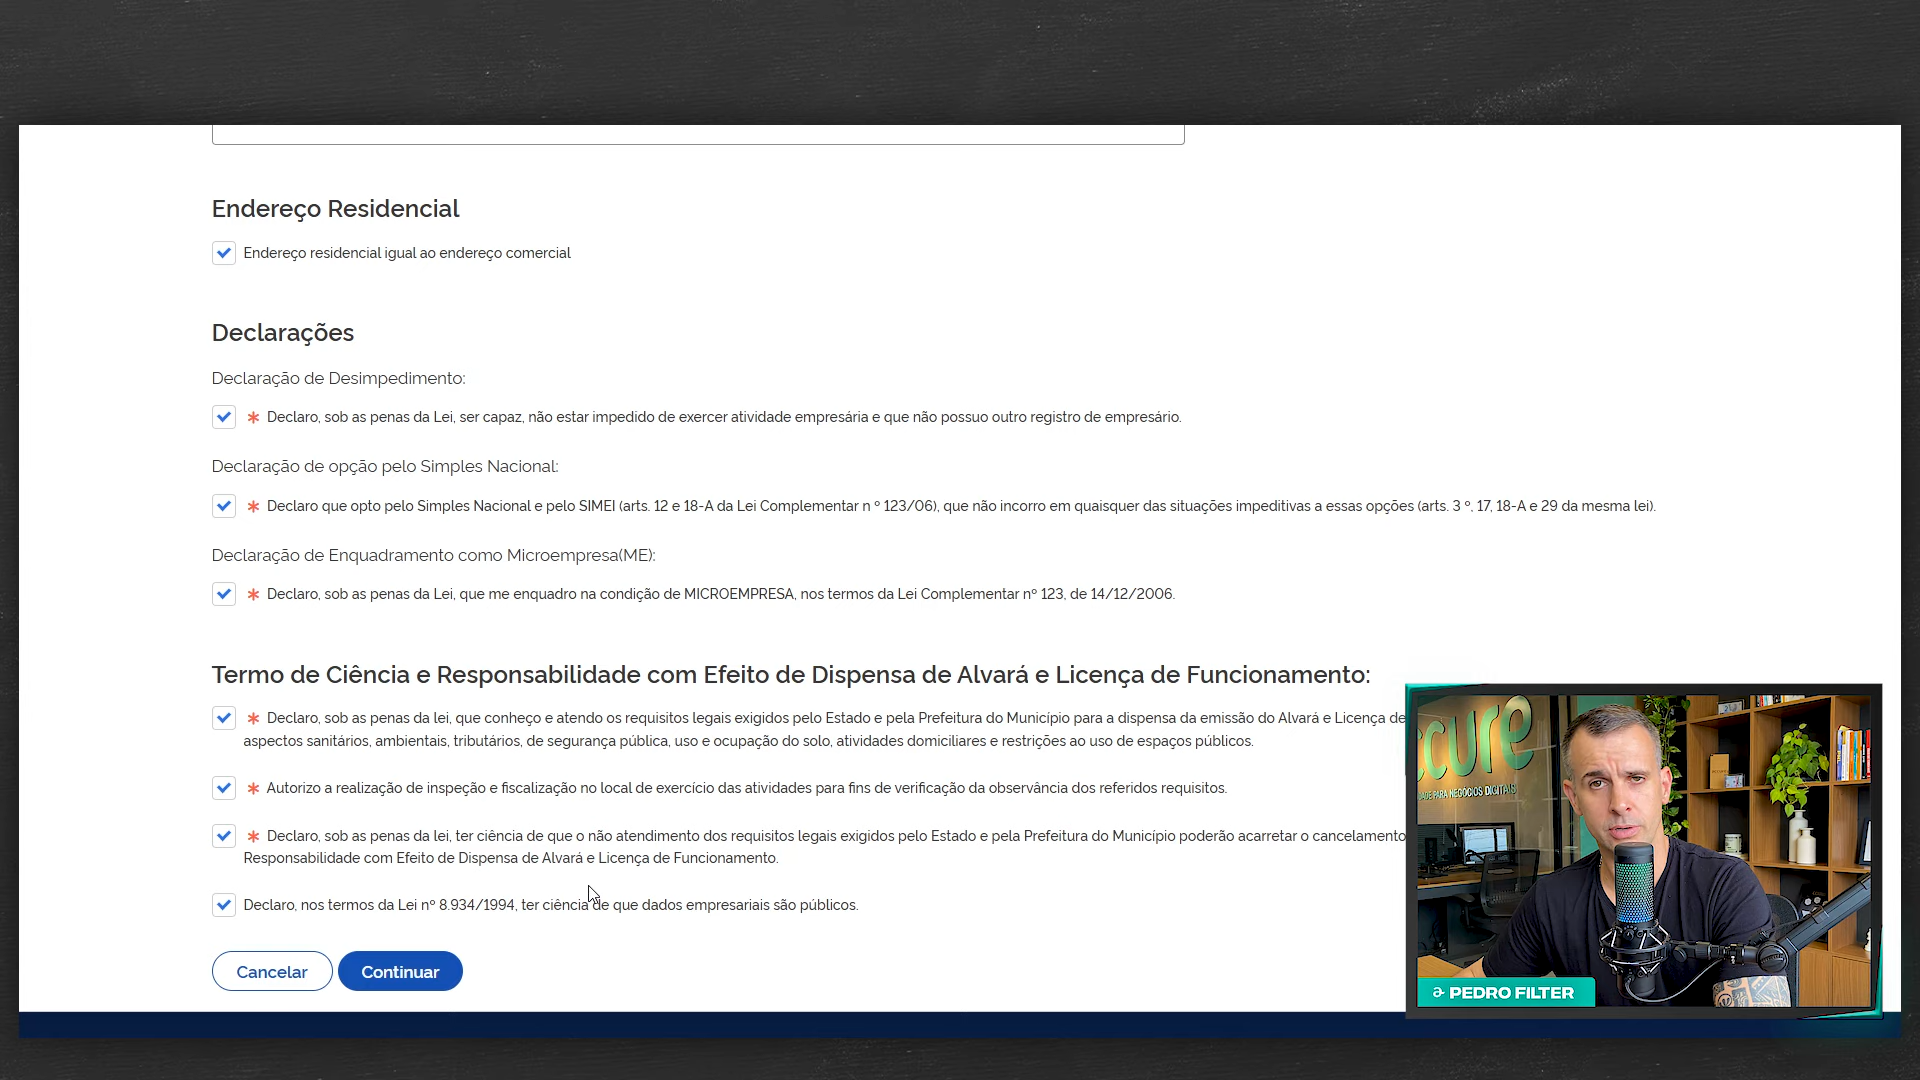 Endereço Residencial
Endereço residencial igual ao endereço comercial
Declarações
Declaração de Desimpedimento:
* Declaro, sob as penas da Lei, ser capaz, não estar impedido de exercer atividade empresária e que não possuo outro registro de empresário.
Declaração de opção pelo Simples Nacional:
* Declaro que opto pelo Simples Nacional e pelo SIMEI (arts. 12 e 18-A da Lei Complementar n º 123/06), que não incorro em quaisquer das situações impeditivas a essas opções (arts. 3 º, 17, 18-A e 29 da mesma lei).
Declaração de Enquadramento como Microempresa(ME):
* Declaro, sob as penas da Lei, que me enquadro na condição de MICROEMPRESA, nos termos da Lei Complementar nº 123, de 14/12/2006.
Termo de Ciência e Responsabilidade com Efeito de Dispensa de Alvará e Licença de Funcionamento:
* Declaro, sob as penas da lei, que conheço e atendo os requisitos legais exigidos pelo Estado e pela Prefeitura do Município para a dispensa da emissão do Alvará e Licença de
aspectos sanitários, ambientais, tributários, de segurança pública, uso e ocupação do solo, atividades domiciliares e restrições ao uso de espaços públicos.
* Autorizo a realização de inspeção e fiscalização no local de exercício das atividades para fins de verificação da observância dos referidos requisitos.
* Declaro, sob as penas da lei, ter ciência de que o não atendimento dos requisitos legais exigidos pelo Estado e pela Prefeitura do Município poderão acarretar o cancelamento
Responsabilidade com Efeito de Dispensa de Alvará e Licença de Funcionamento.
Declaro, nos termos da Lei nº 8.934/1994, ter ciência de que dados empresariais são públicos.
Cancelar
Continuar
ccure
DADE PARA NEGÓCIOS DIGITAIS
PEDRO FILTER